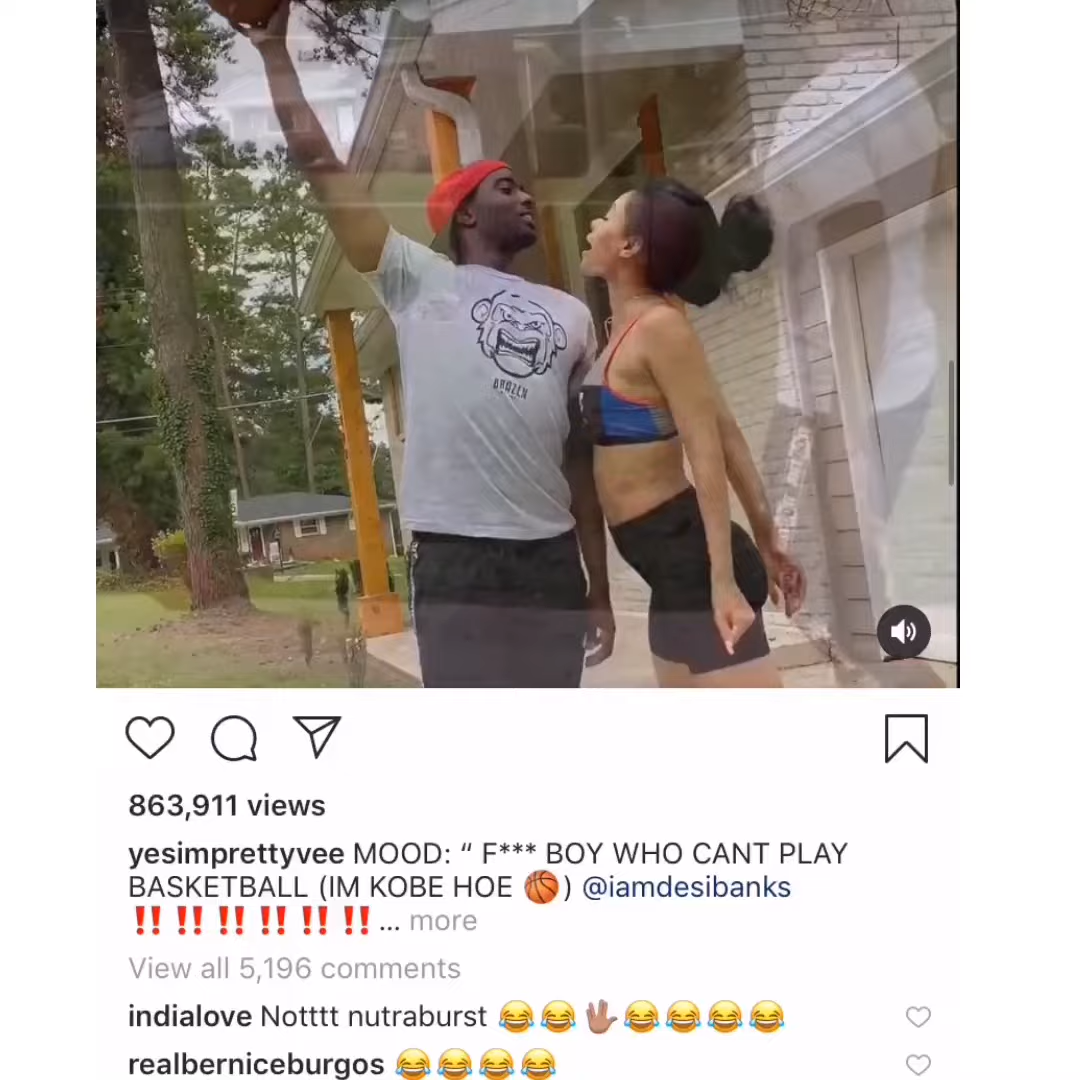 BROZEN
863,911 views
yesimprettyvee MOOD: “ F*** BOY WHO CANT PLAY
BASKETBALL (IM KOBE HOE 🏀) @iamdesibanks
‼️ ‼️ ‼️ ‼️ ‼️ ‼️ ... more
View all 5,196 comments
indialove Notttt nutraburst 😂😂🖖🏽😂😂😂😂
realberniceburgos 😂😂😂😂